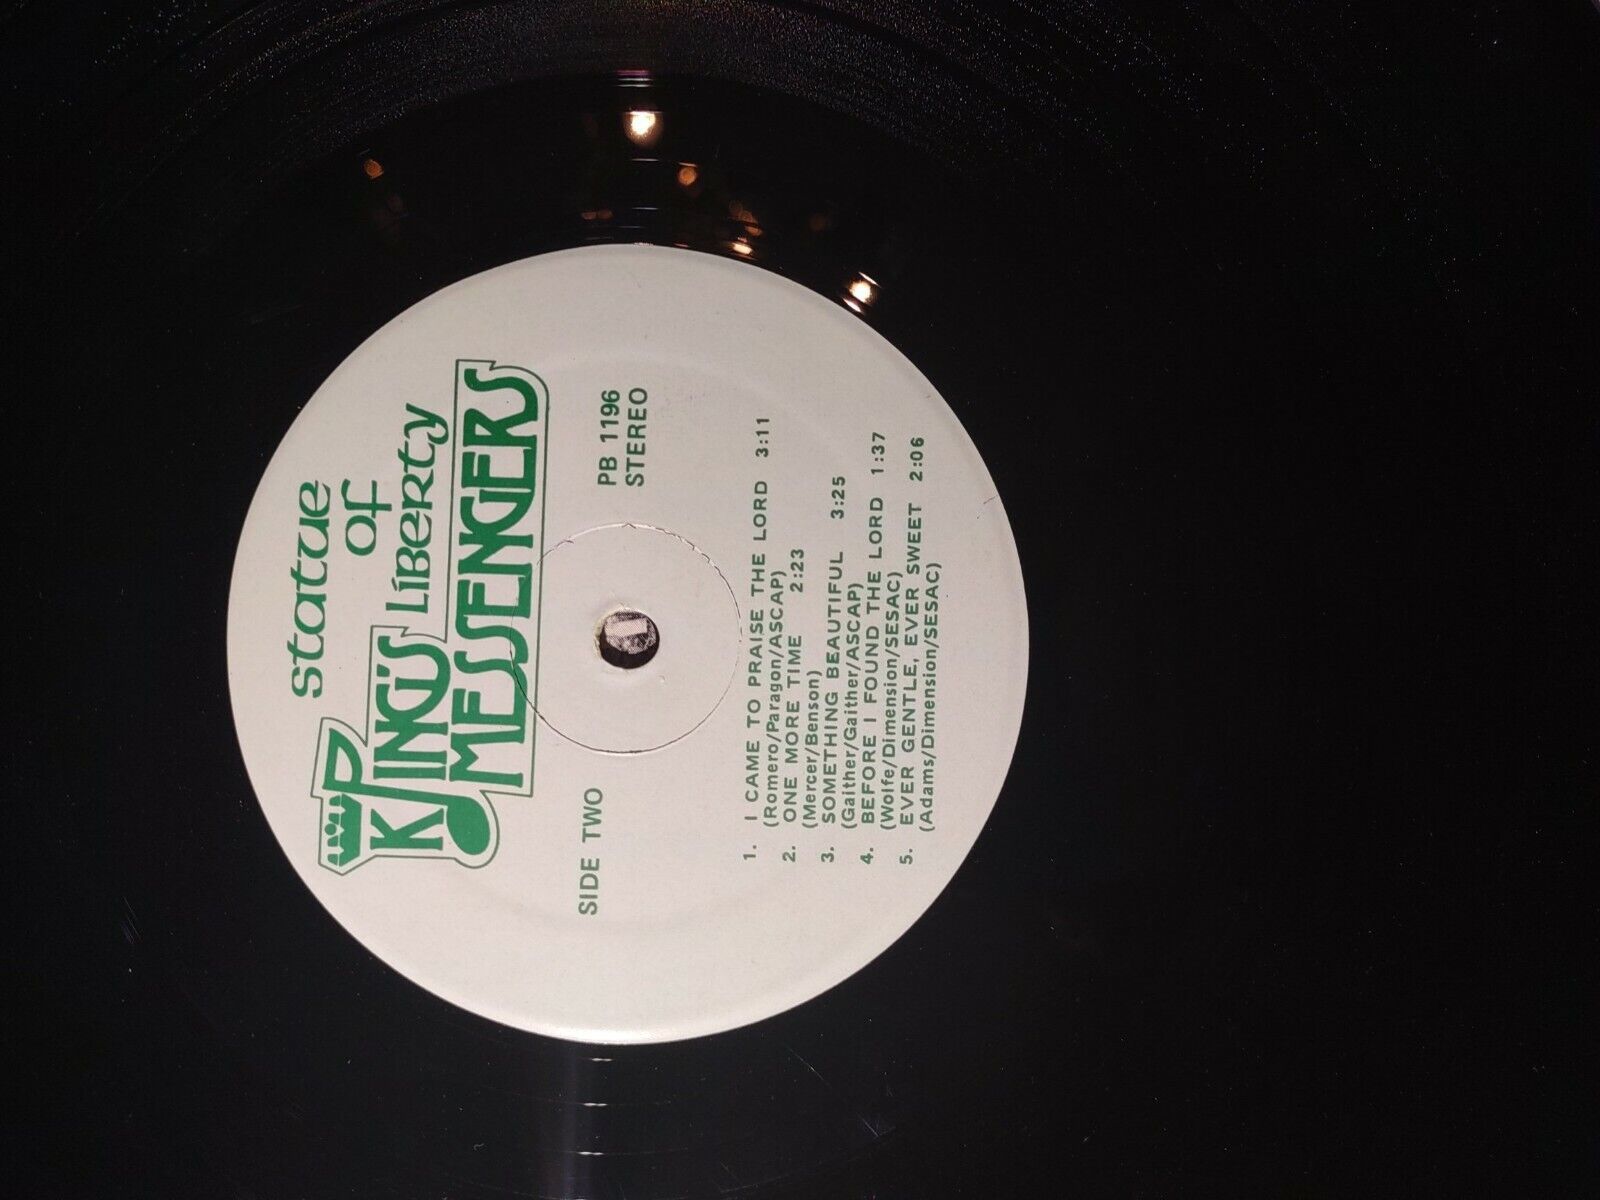 Statue
of
Liberty
KING'S
MESSENGERS
SIDE TWO
PB 1196
STEREO
1. I CAME TO PRAISE THE LORD 3:11
(Romero/Paragon/ASCAP)
2. ONE MORE TIME 2:23
(Mercer/Benson)
3. SOMETHING BEAUTIFUL 3:25
(Gaither/Gaither/ASCAP)
4. BEFORE I FOUND THE LORD 1:37
(Wolfe/Dimension/SESAC)
5. EVER GENTLE, EVER SWEET 2:06
(Adams/Dimension/SESAC)